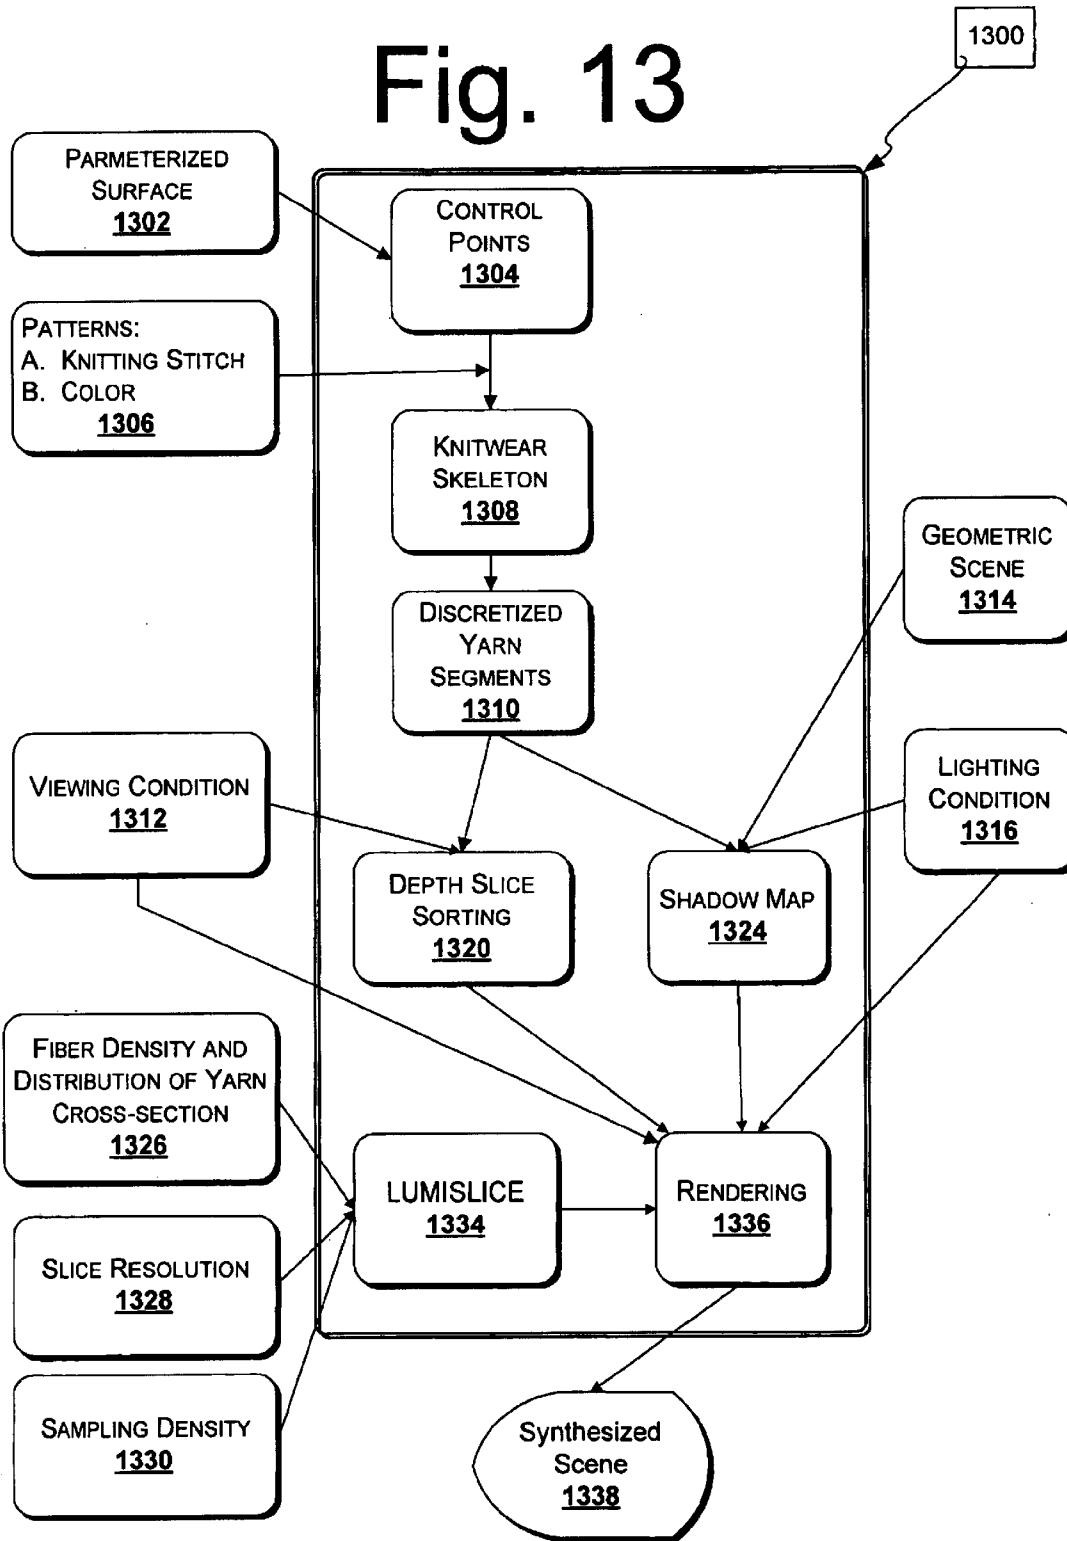 Fig. 13
1300
PARMETERIZED
SURFACE
1302
CONTROL
POINTS
1304
PATTERNS:
A. KNITTING STITCH
B. COLOR
1306
KNITWEAR
SKELETON
1308
GEOMETRIC
SCENE
1314
DISCRETIZED
YARN
SEGMENTS
1310
VIEWING CONDITION
1312
LIGHTING
CONDITION
1316
DEPTH SLICE
SORTING
1320
SHADOW MAP
1324
FIBER DENSITY AND
DISTRIBUTION OF YARN
CROSS-SECTION
1326
LUMISLICE
1334
RENDERING
1336
SLICE RESOLUTION
1328
SAMPLING DENSITY
1330
Synthesized
Scene
1338